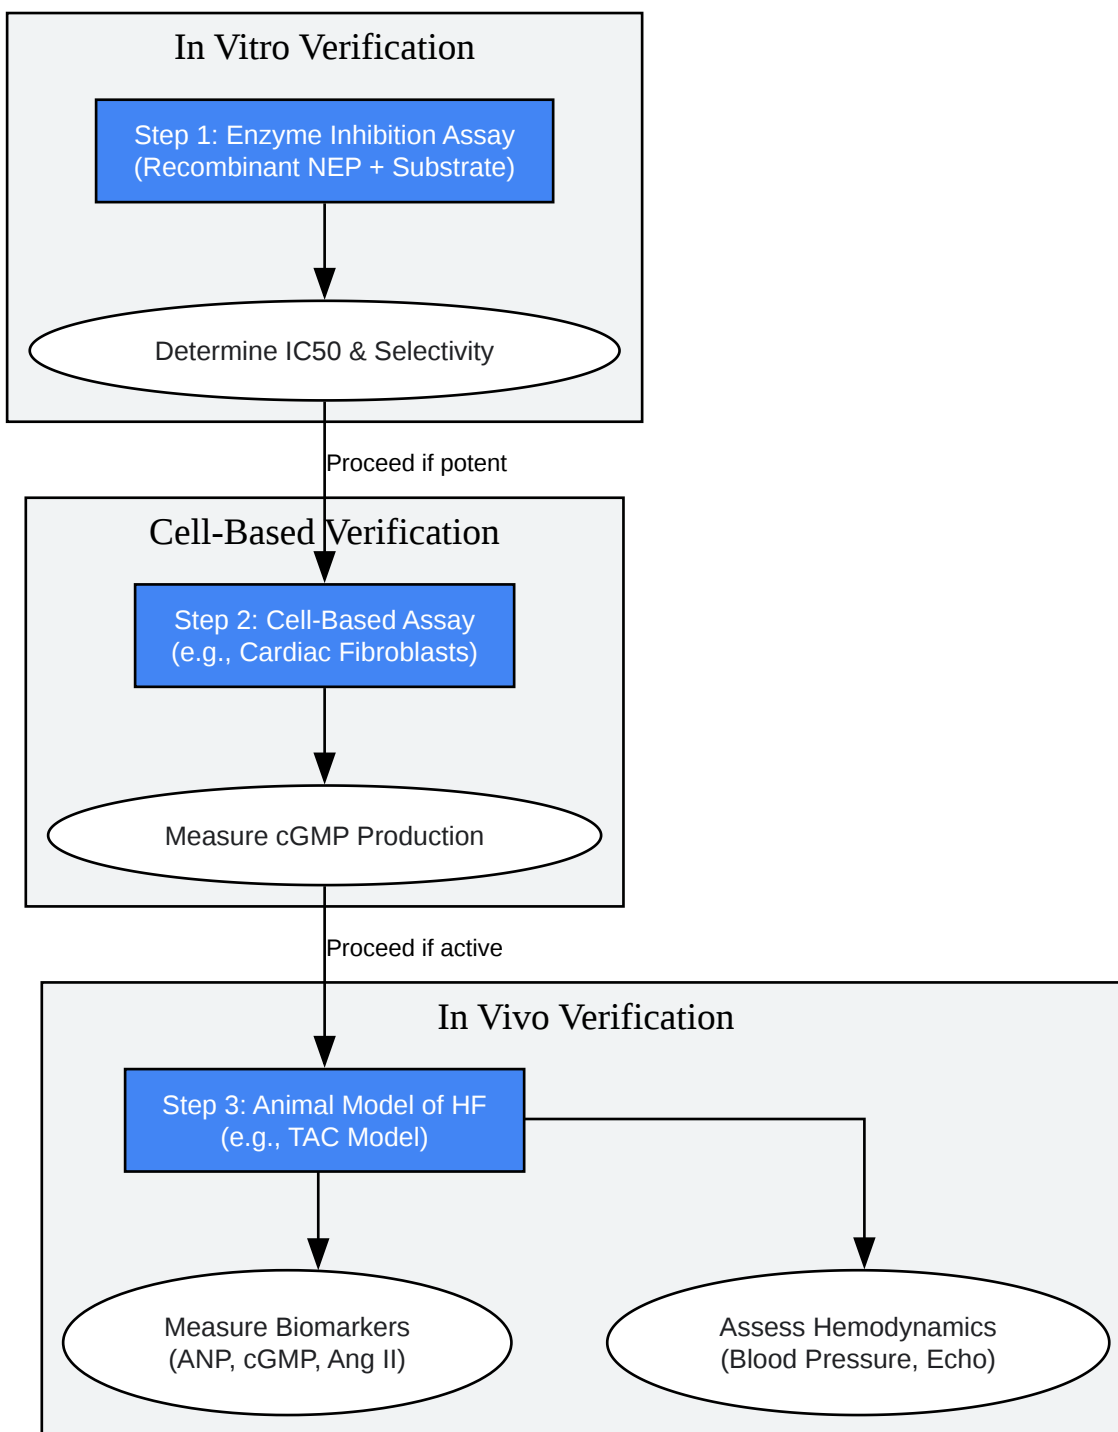 In Vitro Verification
Step 1: Enzyme Inhibition Assay
(Recombinant NEP + Substrate)
Determine IC50 & Selectivity
Proceed if potent
Cell-Based Verification
Step 2: Cell-Based Assay
(e.g., Cardiac Fibroblasts)
Measure cGMP Production
Proceed if active
In Vivo Verification
Step 3: Animal Model of HF
(e.g., TAC Model)
Measure Biomarkers
(ANP, cGMP, Ang II)
Assess Hemodynamics
(Blood Pressure, Echo)